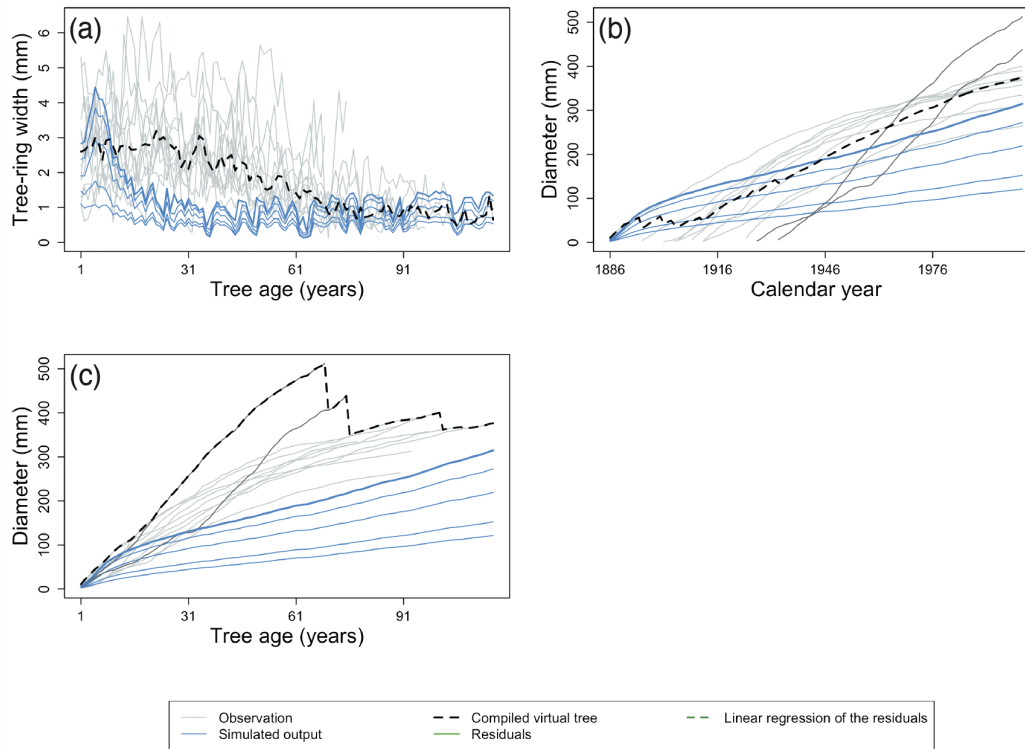 (a)
Tree-ring width (mm)
0 1 2 3 4 5 6
1 31 61 91
Tree age (years)
(b)
Diameter (mm)
0 100 200 300 400 500
1886 1916 1946 1976
Calendar year
(c)
Diameter (mm)
0 100 200 300 400 500
1 31 61 91
Tree age (years)
Observation
Simulated output
Compiled virtual tree
Residuals
Linear regression of the residuals